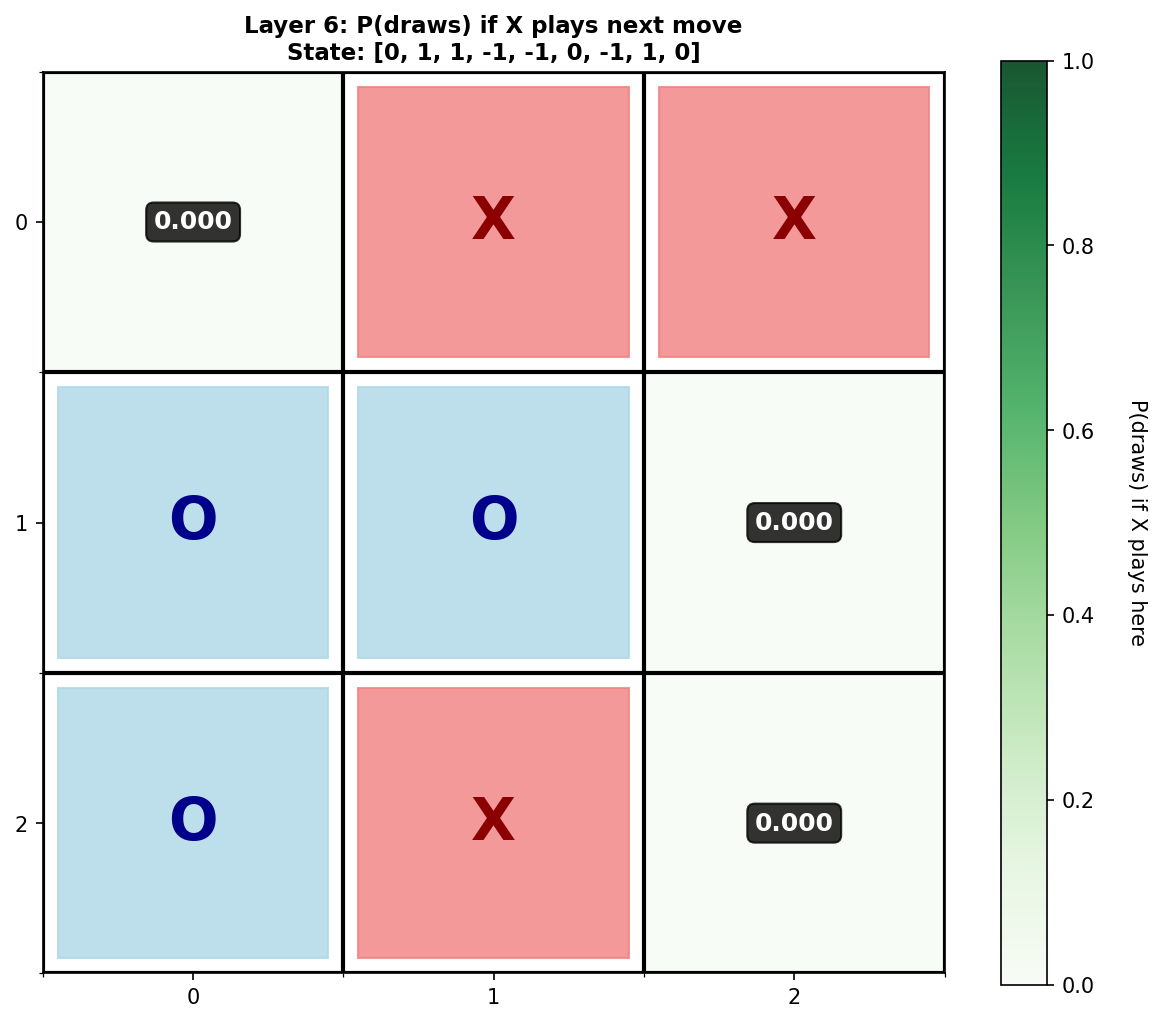 Layer 6: P(draws) if X plays next move
State: [0, 1, 1, -1, -1, 0, -1, 1, 0]
0
0.000
X
X
1
O
O
0.000
2
O
X
0.000
0
1
2
1.0
0.8
0.6
0.4
0.2
0.0
P(draws) if X plays here